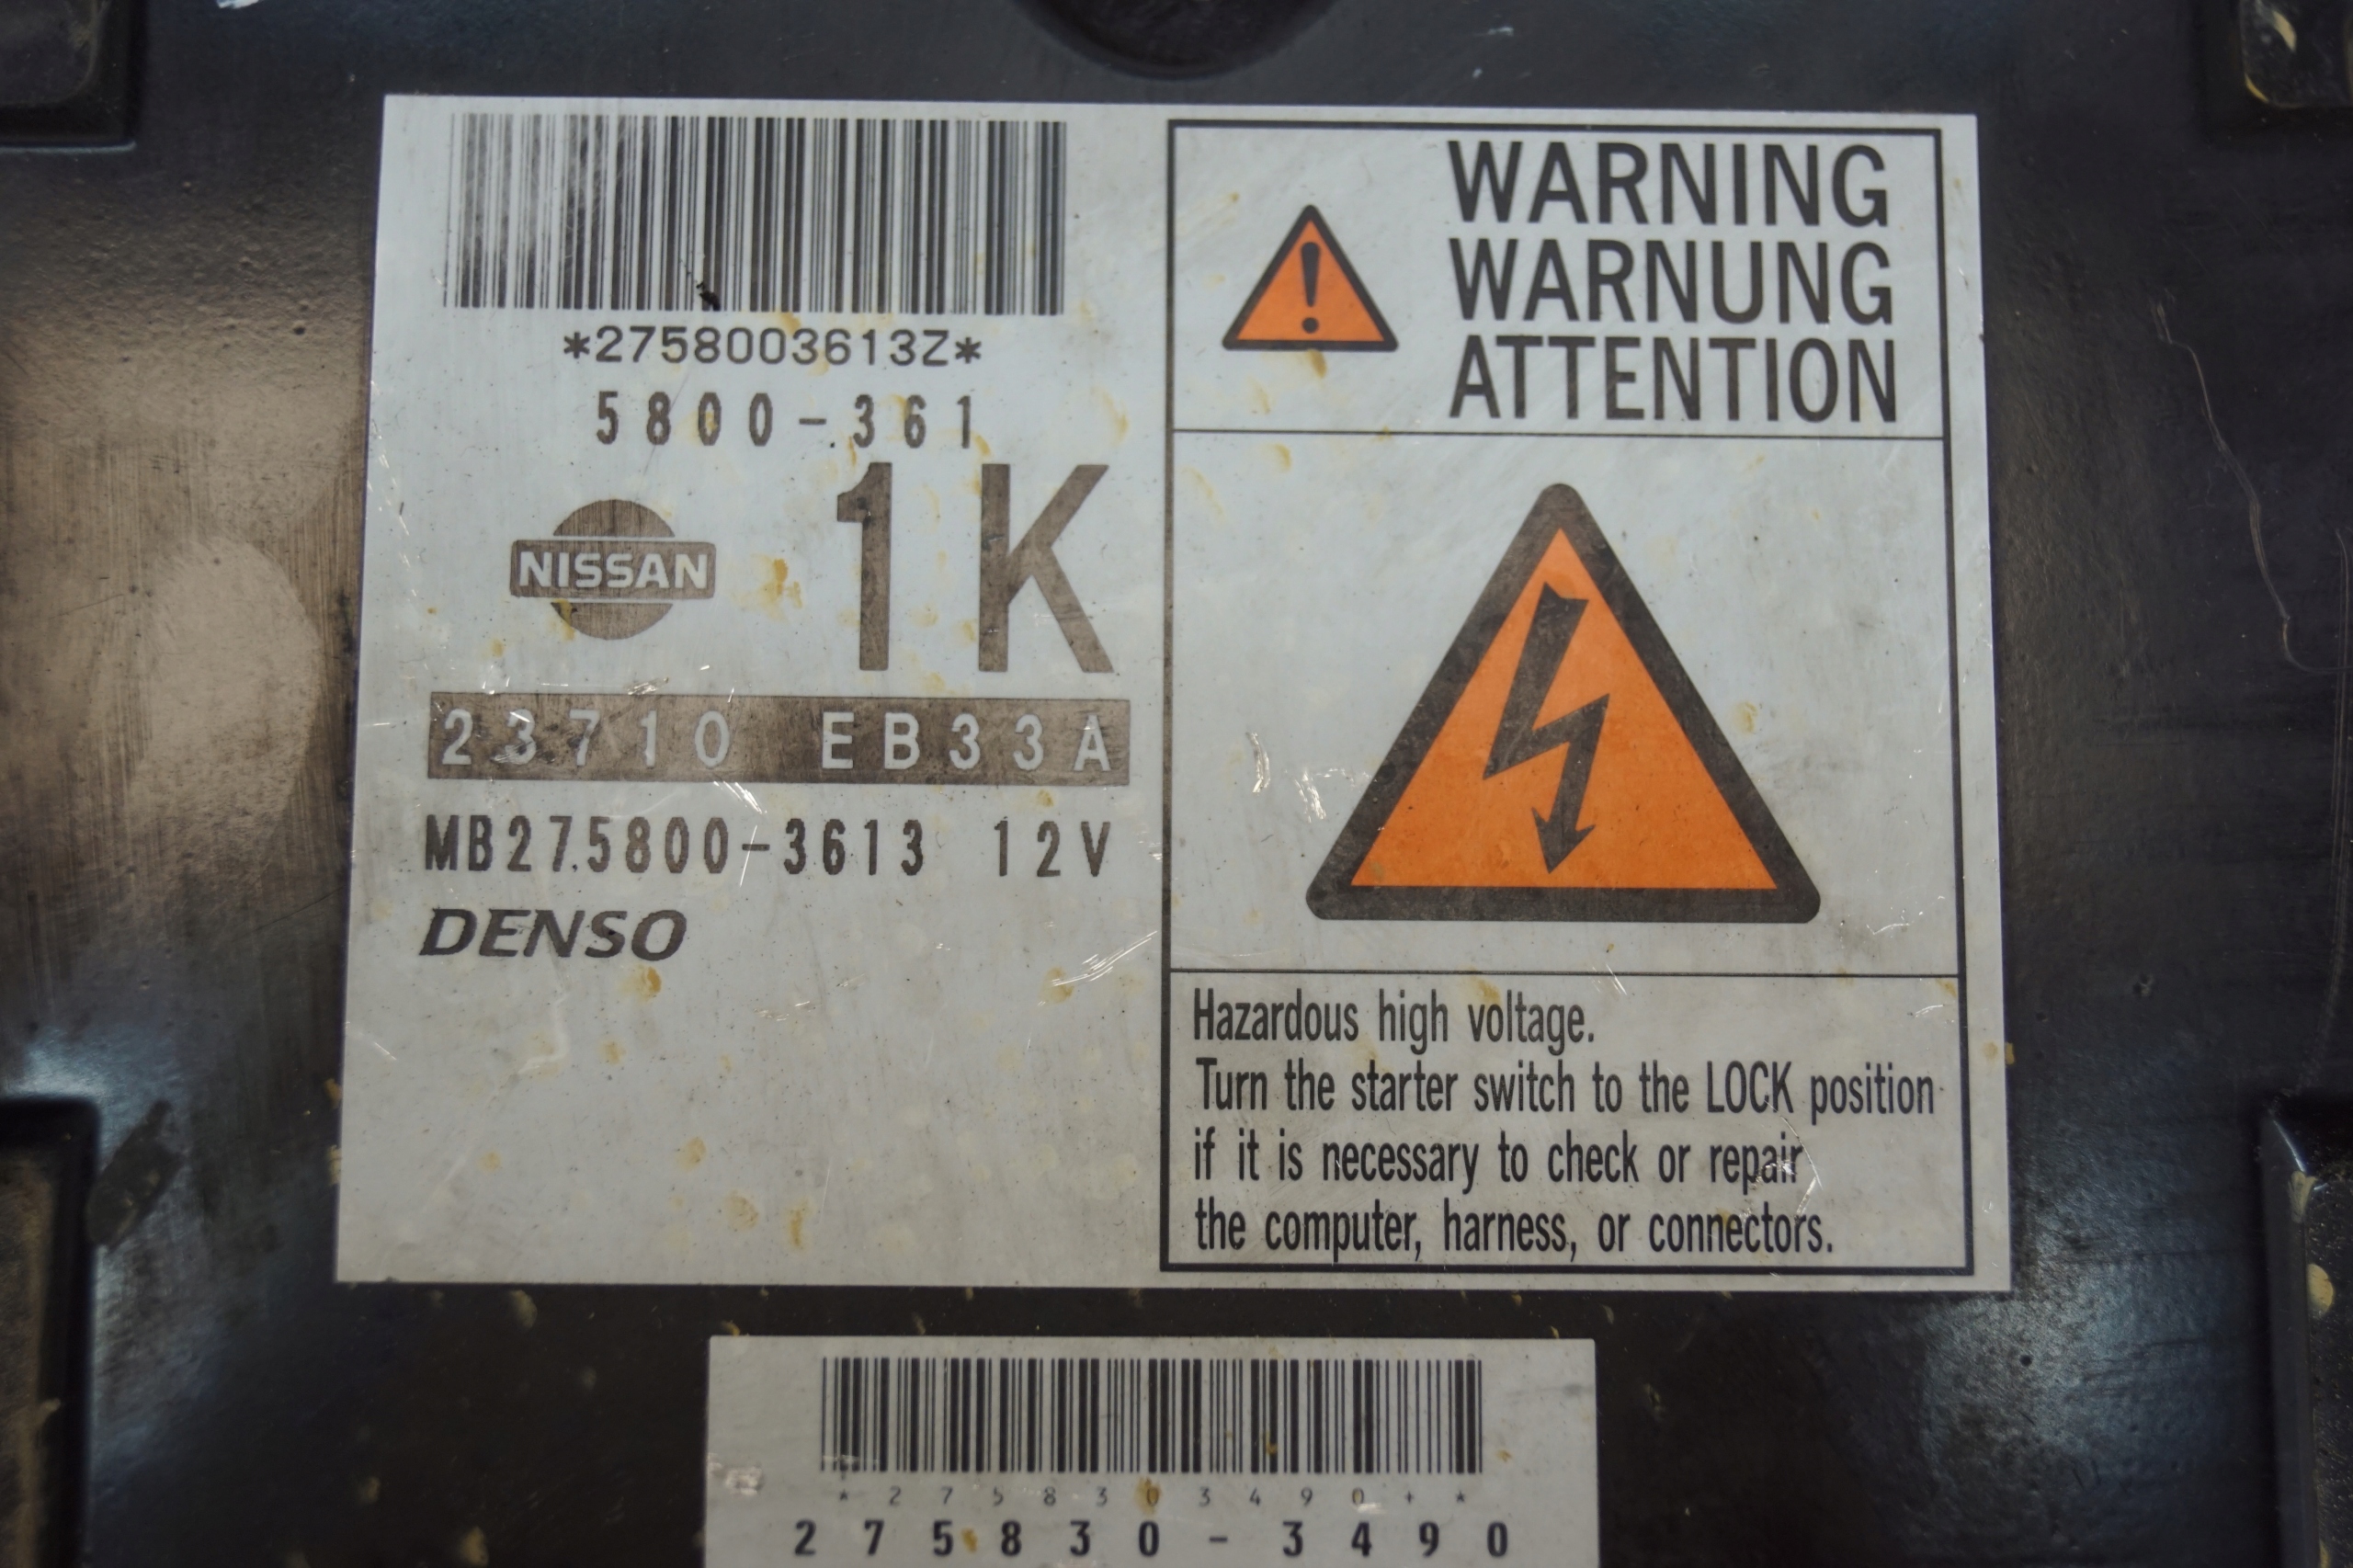 *2758003613Z*
5800-361
NISSAN
1K
23710 EB33A
MB275800-3613 12V
DENSO
WARNING
WARNUNG
ATTENTION
Hazardous high voltage.
Turn the starter switch to the LOCK position
if it is necessary to check or repair
the computer, harness, or connectors.
*2758303490+*
275830-3490